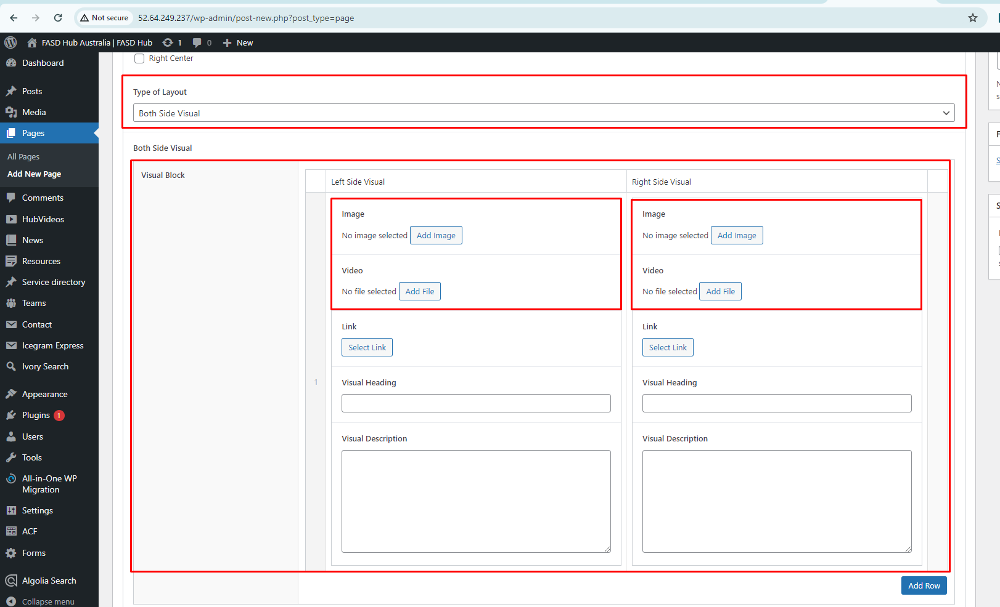 Not secure 52.64.249.237/wp-admin/post-new.php?post_type=page
FASD Hub Australia | FASD Hub 1 0 New
Dashboard
Posts
Media
Pages
All Pages
Add New Page
Comments
HubVideos
News
Resources
Service directory
Teams
Contact
Icegram Express
Ivory Search
Appearance
Plugins 1
Users
Tools
All-in-One WP
Migration
Settings
ACF
Forms
Algolia Search
Collapse menu
Right Center
Type of Layout
Both Side Visual
Both Side Visual
Visual Block
Left Side Visual Right Side Visual
1
Image
No image selected Add Image
Video
No file selected Add File
Link
Select Link
Visual Heading
Visual Description
Image
No image selected Add Image
Video
No file selected Add File
Link
Select Link
Visual Heading
Visual Description
Add Row